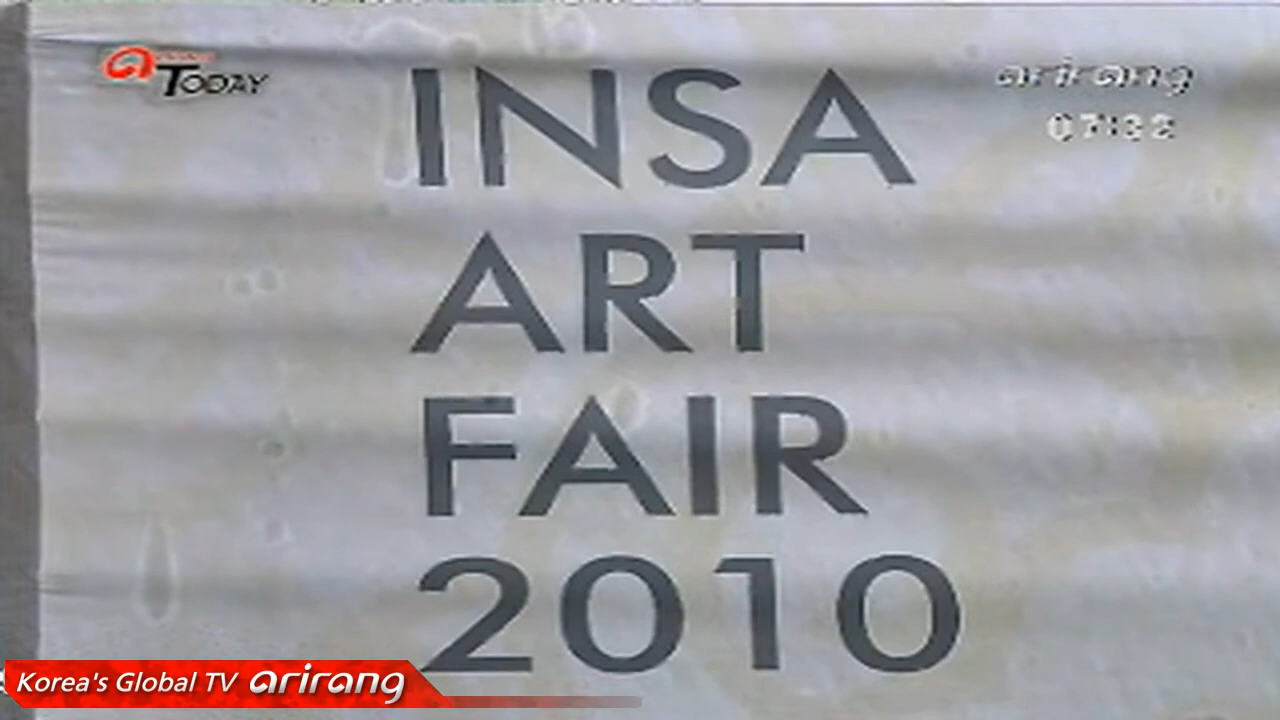 TODAY
arirang
07:32
INSA
ART
FAIR
2010
Korea's Global TV arirang